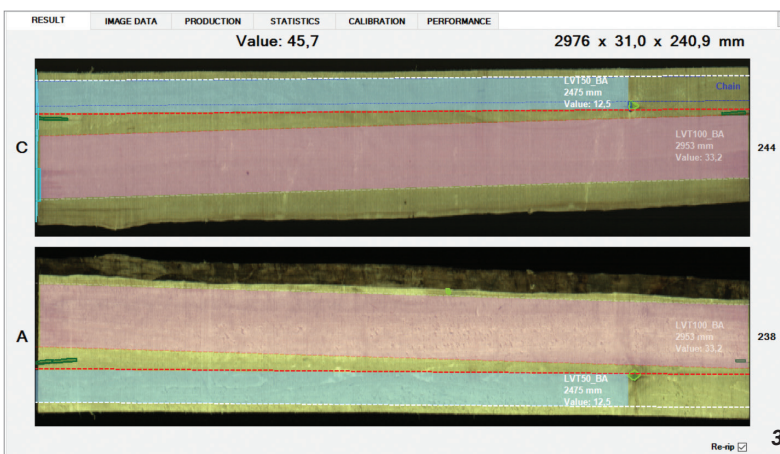 RESULT IMAGE DATA PRODUCTION STATISTICS CALIBRATION PERFORMANCE
Value: 45,7 2976 x 31,0 x 240,9 mm
LVT50_BA
2475 mm
Value: 12,5
Chain
C
LVT100_BA
2953 mm
Value: 33,2
244
A
LVT100_BA
2953 mm
Value: 33,2
238
LVT50_BA
2475 mm
Value: 12,5
3
Re-rip